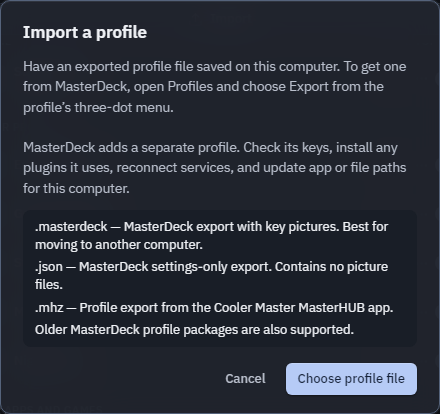 Import a profile
Have an exported profile file saved on this computer. To get one
from MasterDeck, open Profiles and choose Export from the
profile's three-dot menu.
MasterDeck adds a separate profile. Check its keys, install any
plugins it uses, reconnect services, and update app or file paths
for this computer.
.masterdeck — MasterDeck export with key pictures. Best for
moving to another computer.
.json — MasterDeck settings-only export. Contains no picture
files.
.mhz — Profile export from the Cooler Master MasterHUB app.
Older MasterDeck profile packages are also supported.
Cancel
Choose profile file